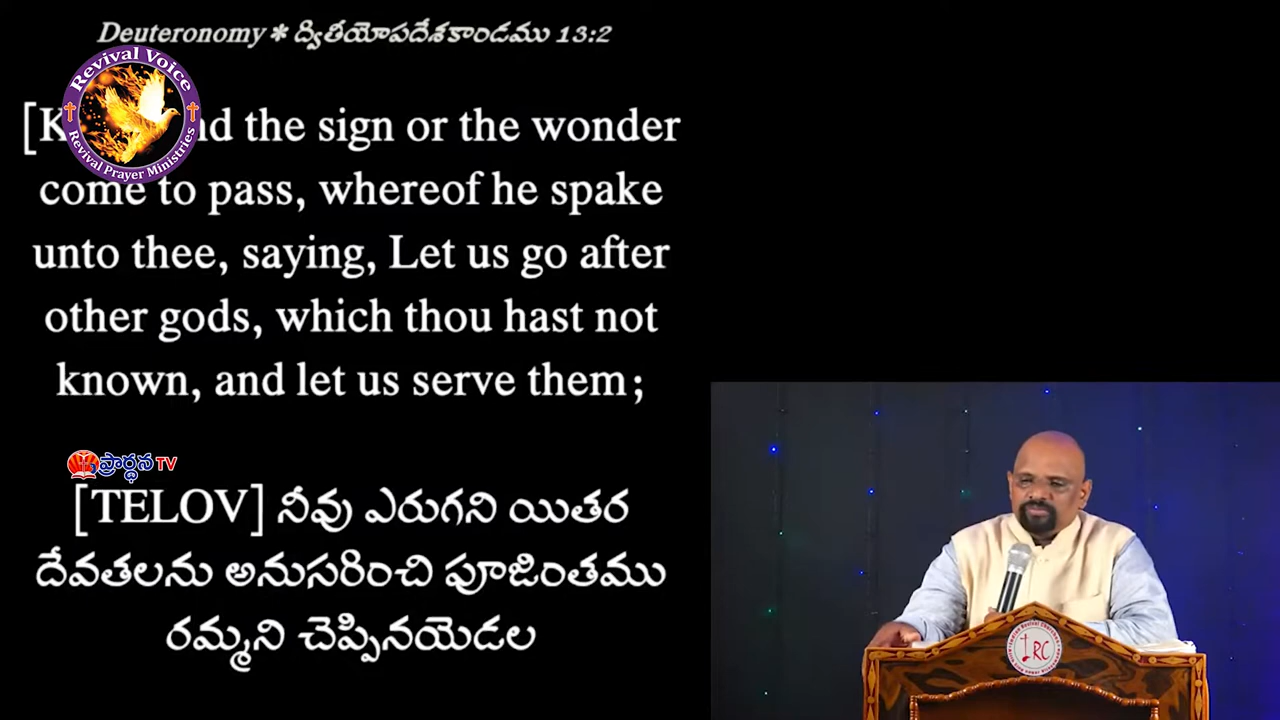 Deuteronomy * ద్వితీయోపదేశకాండము 13:2
Revival Voice
Revival Prayer Ministries
the sign or the wonder
come to pass, whereof he spake
unto thee, saying, Let us go after
other gods, which thou hast not
known, and let us serve them;
ప్రార్థన TV
[TELOV] నీవు ఎరుగని యితర
దేవతలను అనుసరించి పూజింతము
రమ్మని చెప్పినయెడల
IRC